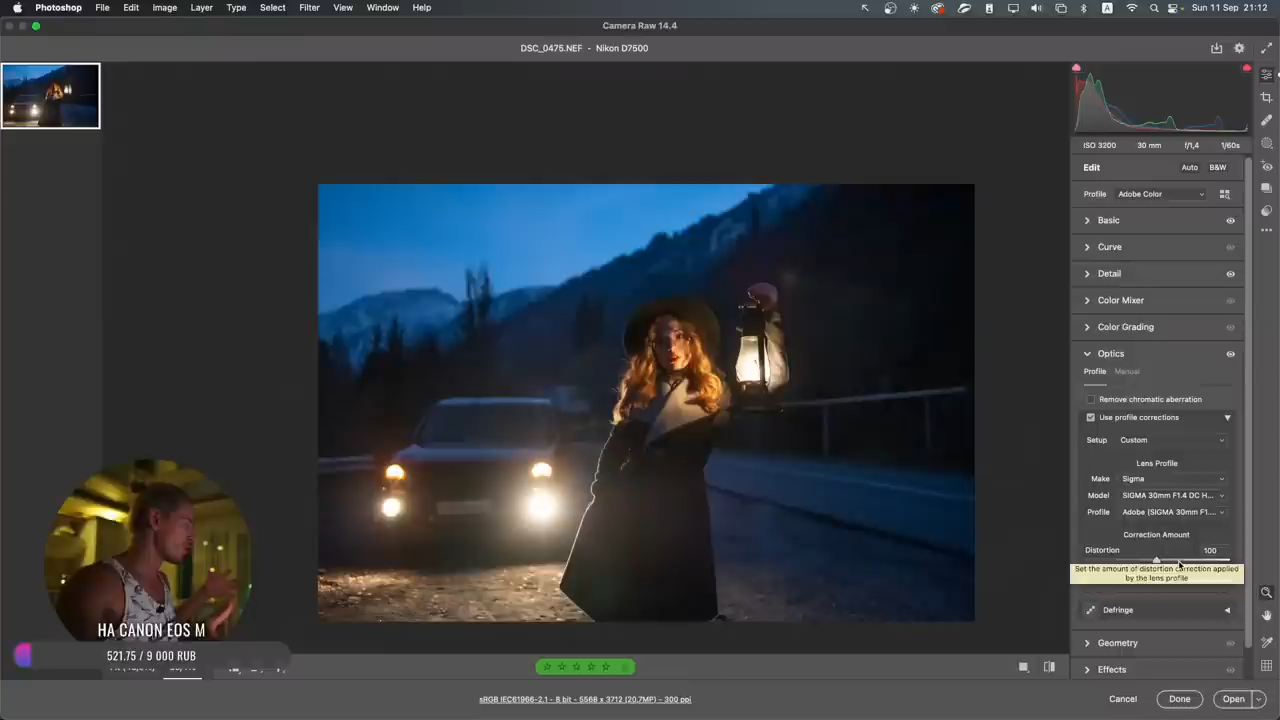 Photoshop File Edit Image Layer Type Select Filter View Window Help
A Sun 11 Sep 21:12
Camera Raw 14.4
DSC_0475.NEF - Nikon D7500
ISO 3200 30 mm f/1,4 1/60s
Edit Auto B&W
Profile Adobe Color
Basic
Curve
Detail
Color Mixer
Color Grading
Optics
Profile Manual
Remove chromatic aberration
Use profile corrections
Setup Custom
Lens Profile
Make Sigma
Model SIGMA 30mm F1.4 DC H...
Profile Adobe (SIGMA 30mm F1....
Correction Amount
Distortion 100
Set the amount of distortion correction applied
by the lens profile
Defringe
Geometry
Effects
НА CANON EOS M
521.75 / 9 000 RUB
sRGB IEC61966-2.1 - 8 bit - 5568 x 3712 (20,7MP) - 300 ppi
Cancel Done Open